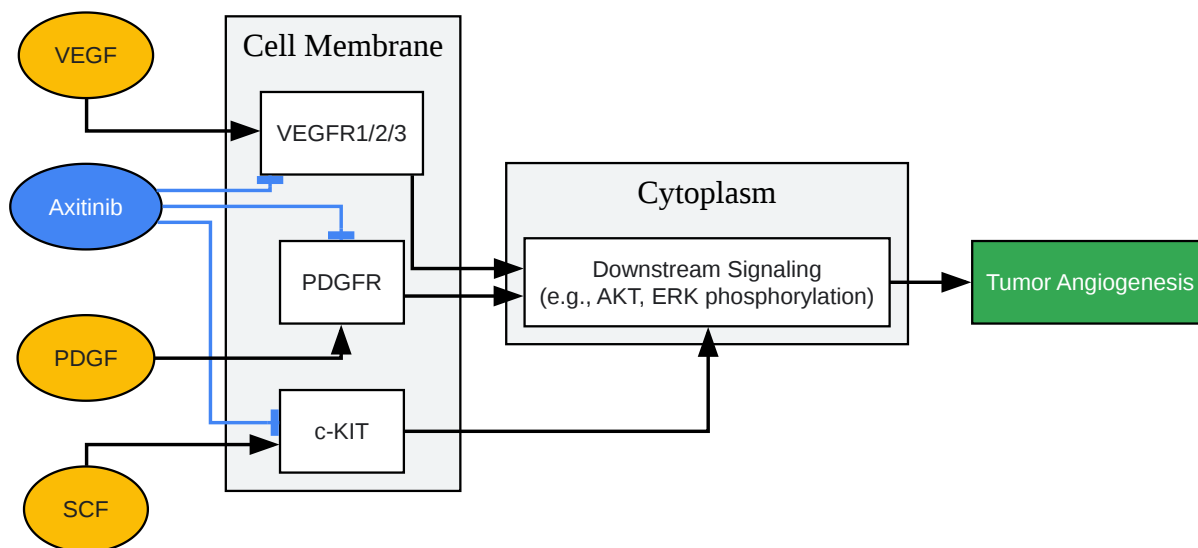 VEGF
Cell Membrane
VEGFR1/2/3
Axitinib
Cytoplasm
PDGFR
Downstream Signaling
(e.g., AKT, ERK phosphorylation)
Tumor Angiogenesis
PDGF
c-KIT
SCF